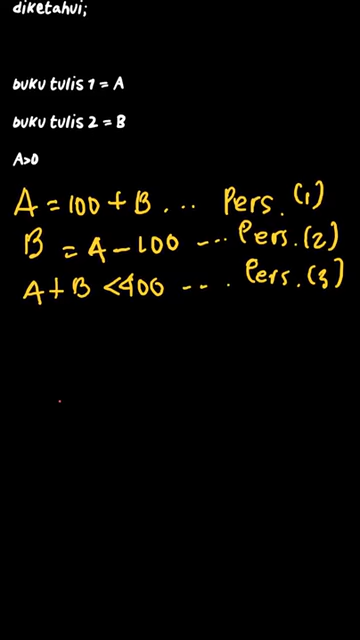 diketahui;
buku tulis 1 = A
buku tulis 2 = B
A>0
A = 100 + B ... Pers. (1)
B = A - 100 ... Pers. (2)
A + B < 400 ... Pers. (3)